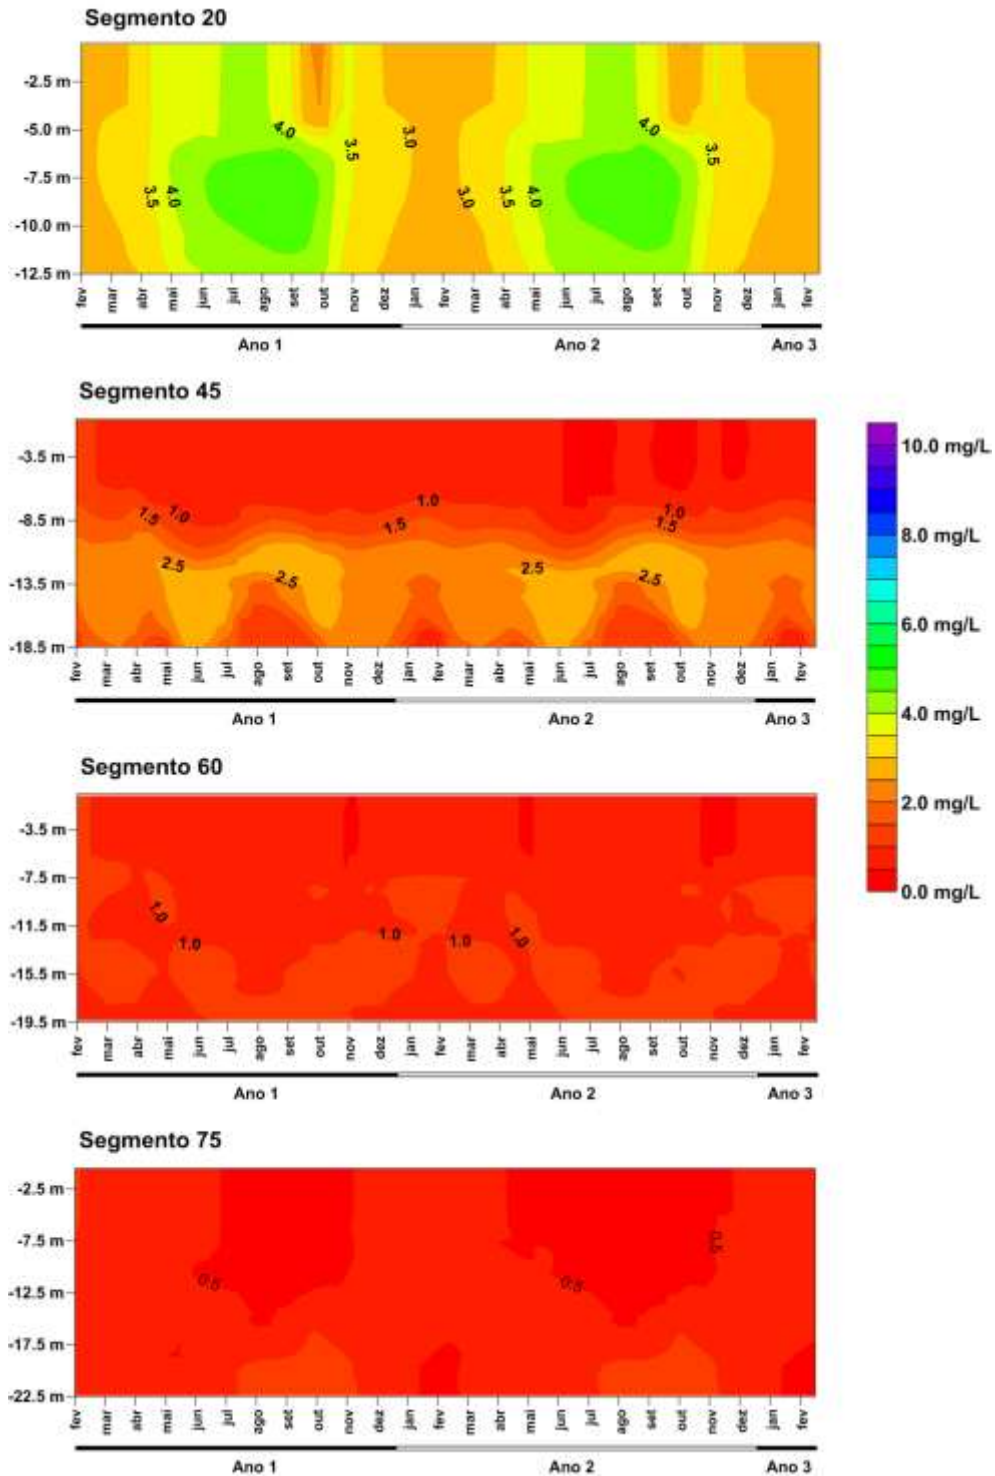 Segmento 20
-2.5 m
-5.0 m
-7.5 m
-10.0 m
-12.5 m
4.0 3.0 3.5 4.0 3.5
3.5 4.0 3.0 3.5 4.0
fev mar abr mai jun jul ago set out nov dez jan fev mar abr mai jun jul ago set out nov dez jan fev
Ano 1 Ano 2 Ano 3
Segmento 45
-3.5 m
-8.5 m
-13.5 m
-18.5 m
1.5 1.0 1.5 1.0 1.0 1.5
2.5 2.5 2.5 2.5
fev mar abr mai jun jul ago set out nov dez jan fev mar abr mai jun jul ago set out nov dez jan fev
Ano 1 Ano 2 Ano 3
10.0 mg/L
8.0 mg/L
6.0 mg/L
4.0 mg/L
2.0 mg/L
0.0 mg/L
Segmento 60
-3.5 m
-7.5 m
-11.5 m
-15.5 m
-19.5 m
1.0 1.0 1.0 1.0 1.0
fev mar abr mai jun jul ago set out nov dez jan fev mar abr mai jun jul ago set out nov dez jan fev
Ano 1 Ano 2 Ano 3
Segmento 75
-2.5 m
-7.5 m
-12.5 m
-17.5 m
-22.5 m
0.5 0.5 0.5
fev mar abr mai jun jul ago set out nov dez jan fev mar abr mai jun jul ago set out nov dez jan fev
Ano 1 Ano 2 Ano 3